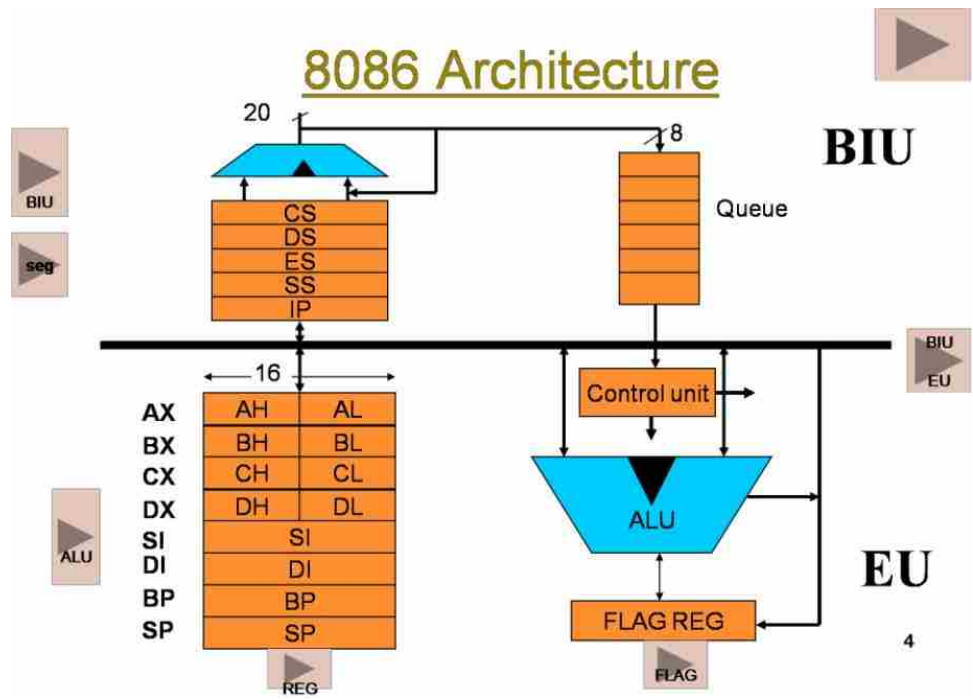 8086 Architecture
20
8
BIU
BIU
CS
DS
ES
SS
IP
Queue
seg
BIU
EU
16
Control unit
AX
AH AL
BX
BH BL
CX
CH CL
DX
DH DL
SI
SI
DI
DI
BP
BP
SP
SP
ALU
ALU
EU
FLAG REG
4
REG
FLAG